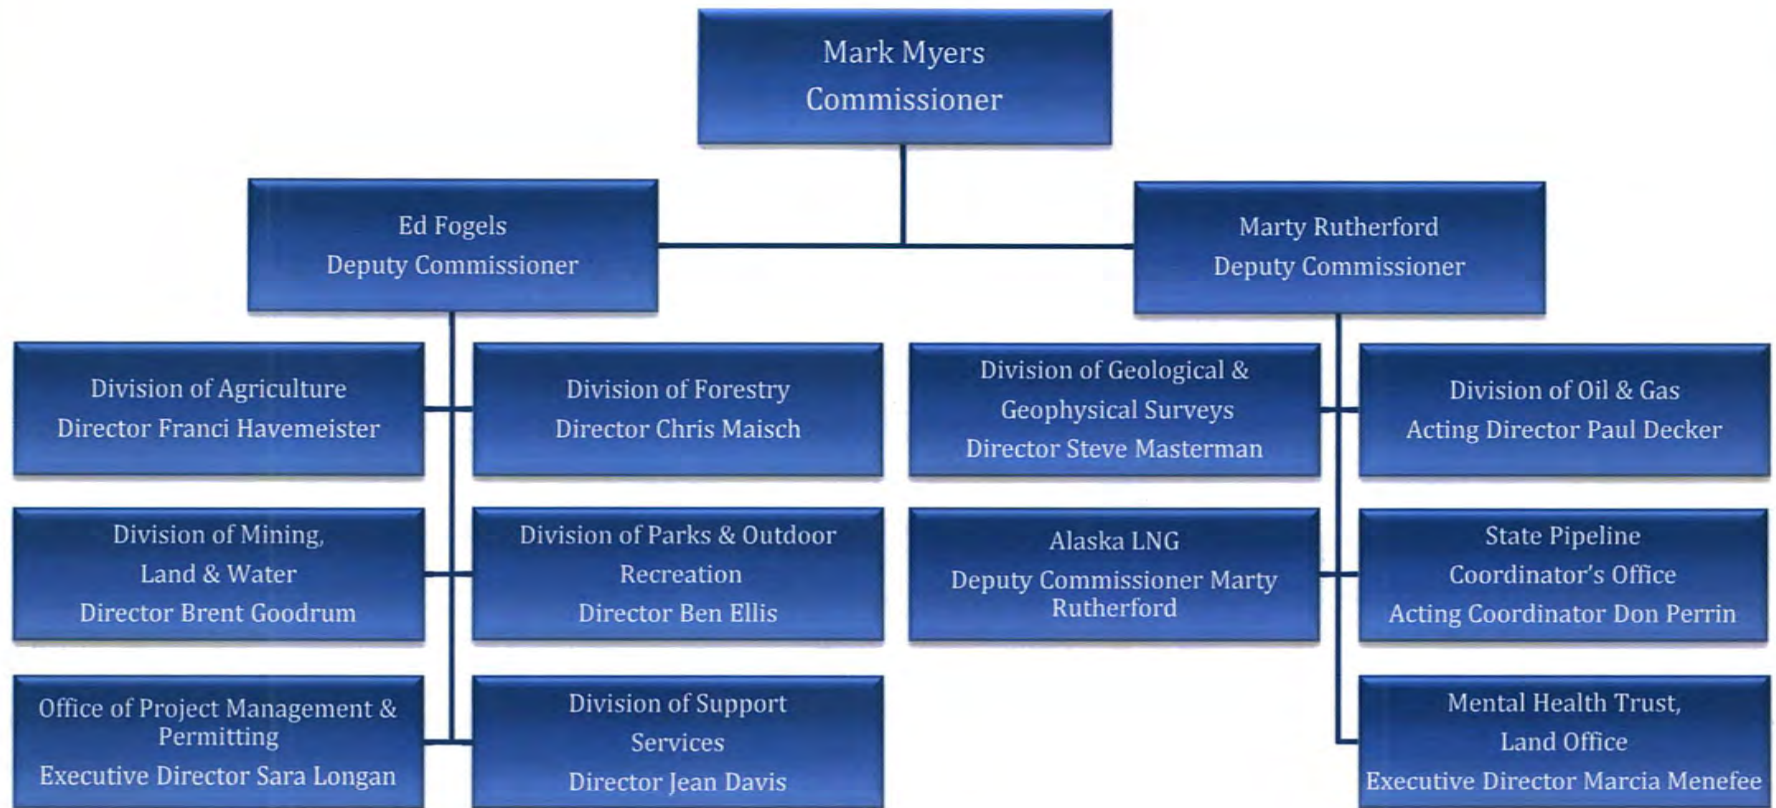 Mark Myers
Commissioner
Ed Fogels
Deputy Commissioner
Marty Rutherford
Deputy Commissioner
Division of Agriculture
Director Franci Havemeister
Division of Forestry
Director Chris Maisch
Division of Geological &
Geophysical Surveys
Director Steve Masterman
Division of Oil & Gas
Acting Director Paul Decker
Division of Mining,
Land & Water
Director Brent Goodrum
Division of Parks & Outdoor
Recreation
Director Ben Ellis
Alaska LNG
Deputy Commissioner Marty
Rutherford
State Pipeline
Coordinator's Office
Acting Coordinator Don Perrin
Office of Project Management &
Permitting
Executive Director Sara Longan
Division of Support
Services
Director Jean Davis
Mental Health Trust,
Land Office
Executive Director Marcia Menefee